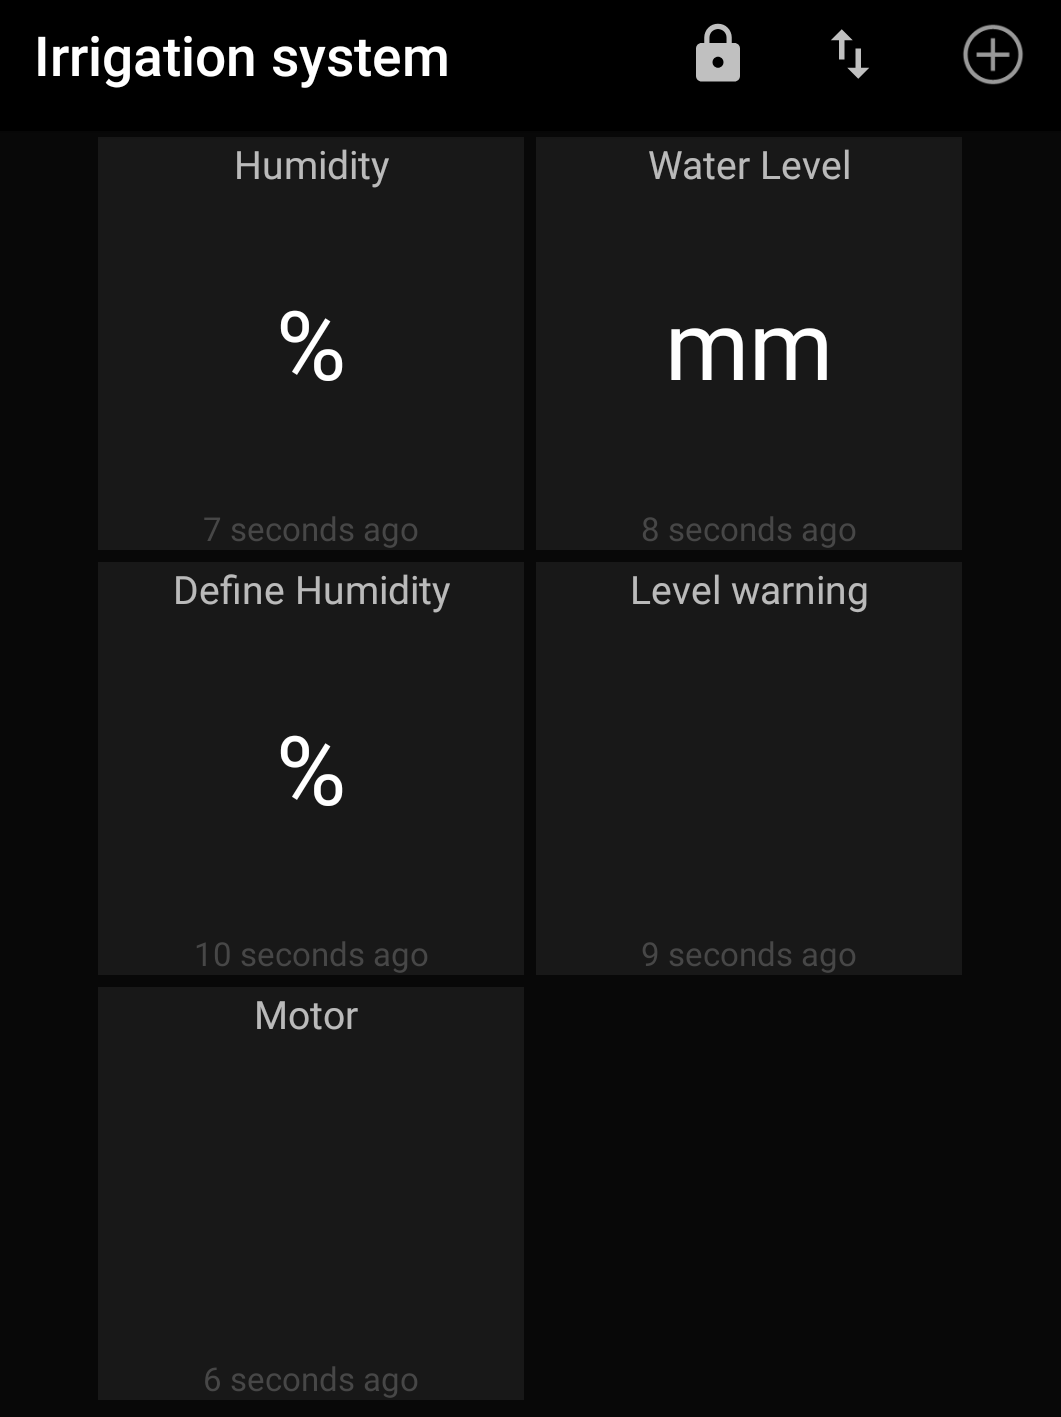 Irrigation system
Humidity
%
7 seconds ago
Water Level
mm
8 seconds ago
Define Humidity
%
10 seconds ago
Level warning
9 seconds ago
Motor
6 seconds ago